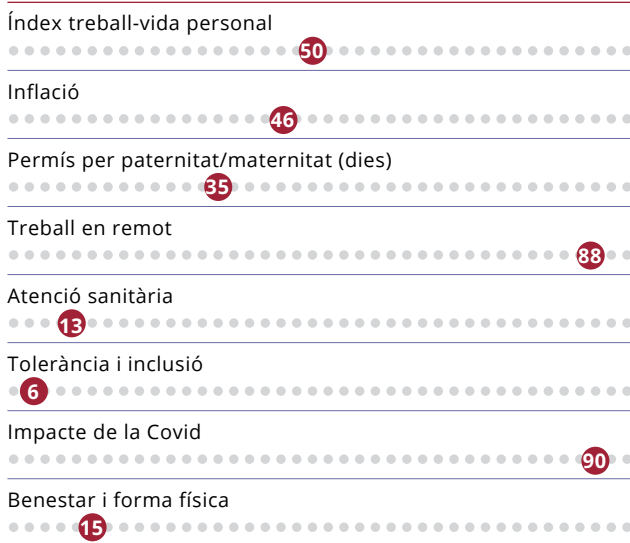 Índex treball-vida personal
50
Inflació
46
Permís per paternitat/maternitat (dies)
35
Treball en remot
88
Atenció sanitària
13
Tolerància i inclusió
6
Impacte de la Covid
90
Benestar i forma física
15